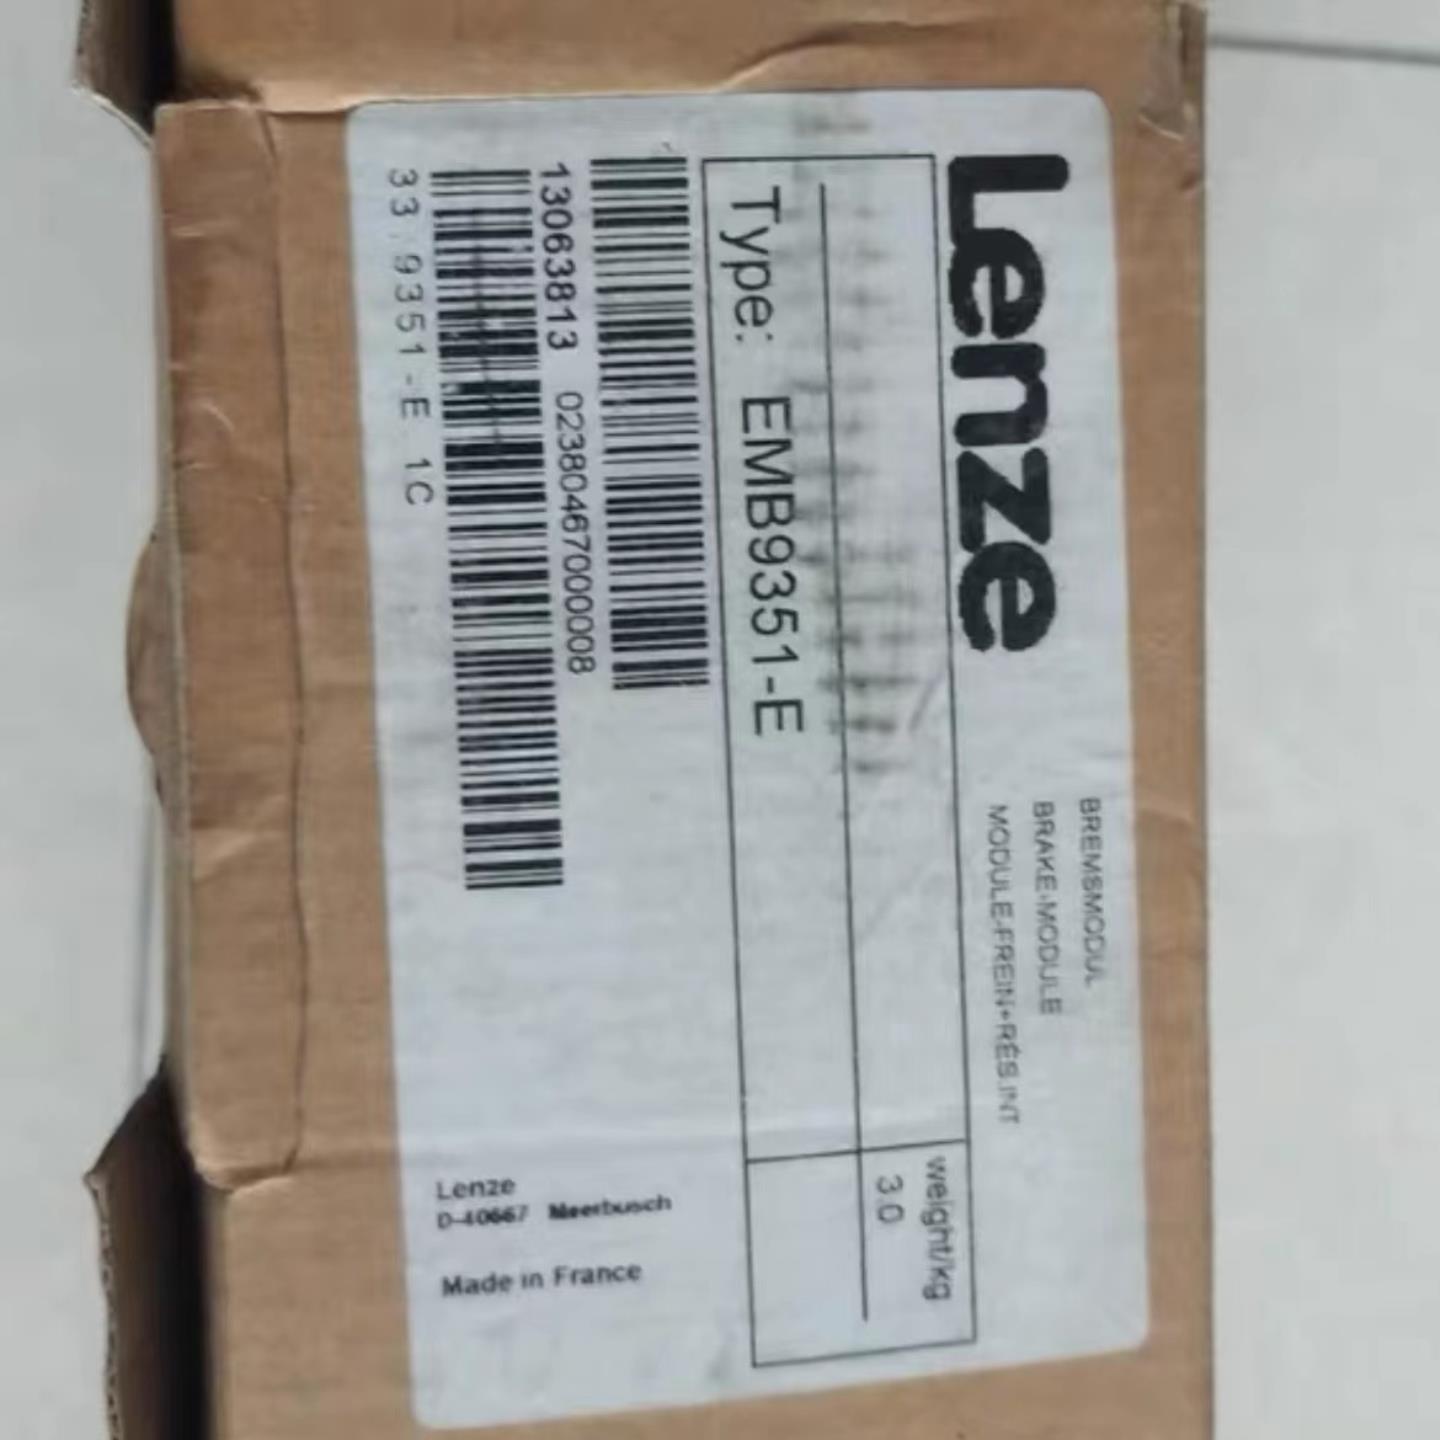 Lenze
BREMSMODUL
BRAKE-MODULE
MODULE-FREIN+RÉS.INT
weight/kg
3.0
Type: EMB9351-E
13063813 02380467000008
33.9351-E 1C
Lenze
D-40667 Meerbusch
Made in France